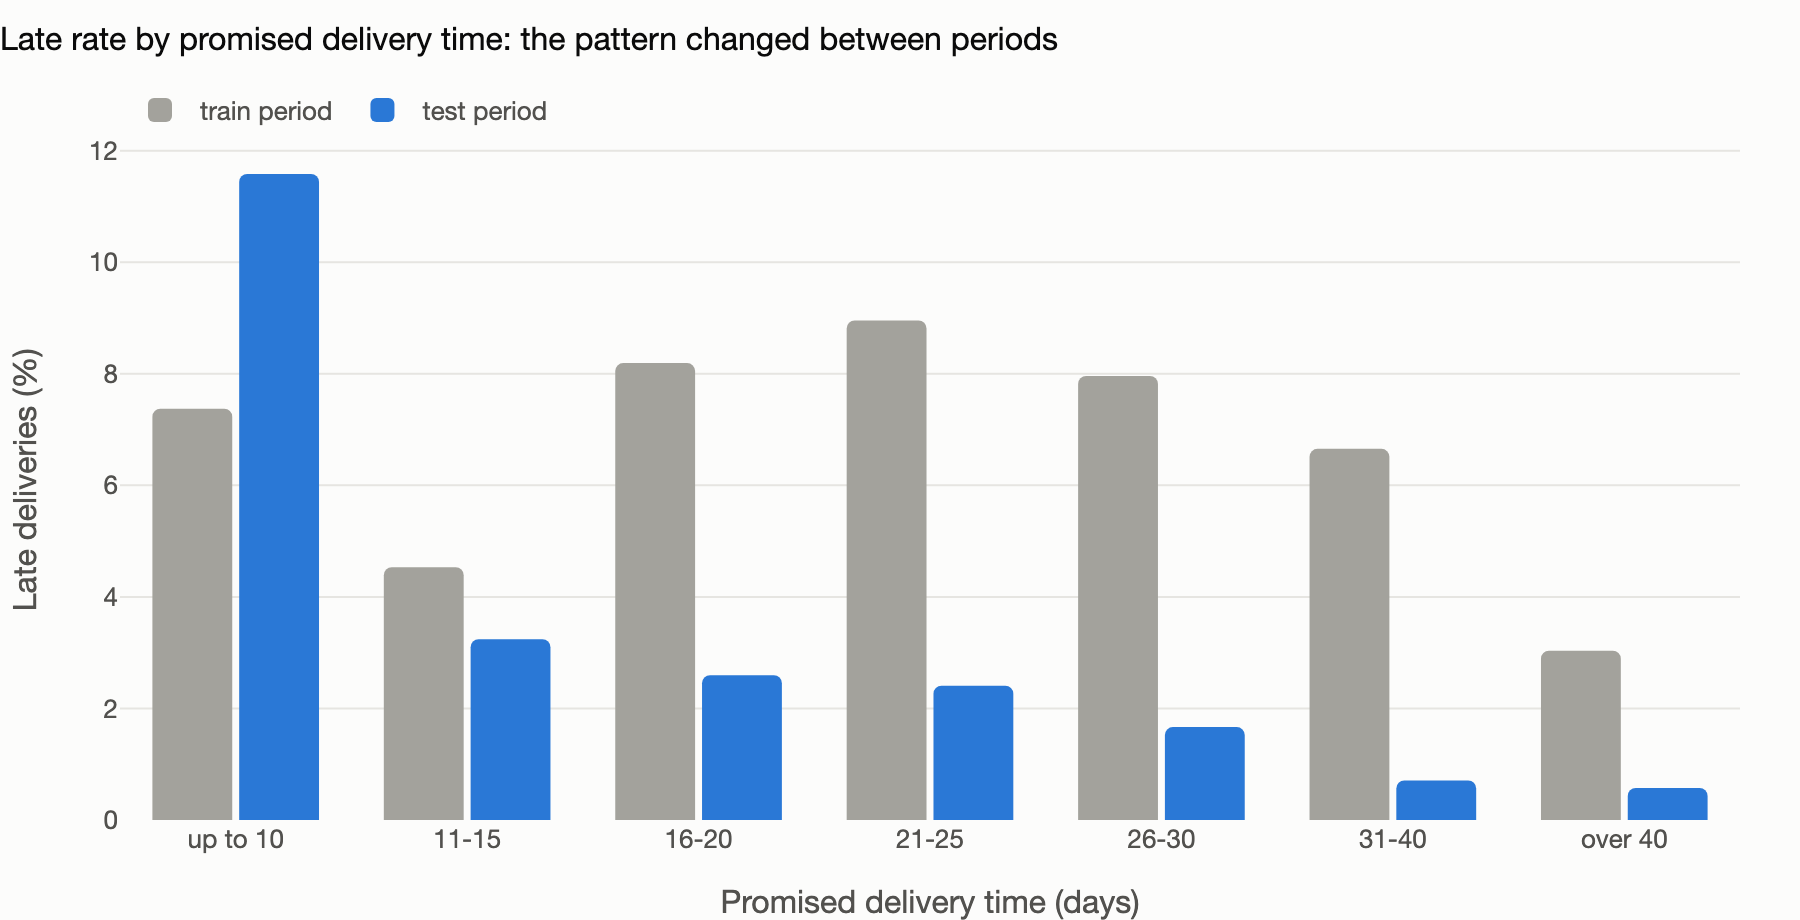 Late rate by promised delivery time: the pattern changed between periods
train period
test period
12
10
8
6
4
2
0
Late deliveries (%)
up to 10
11-15
16-20
21-25
26-30
31-40
over 40
Promised delivery time (days)